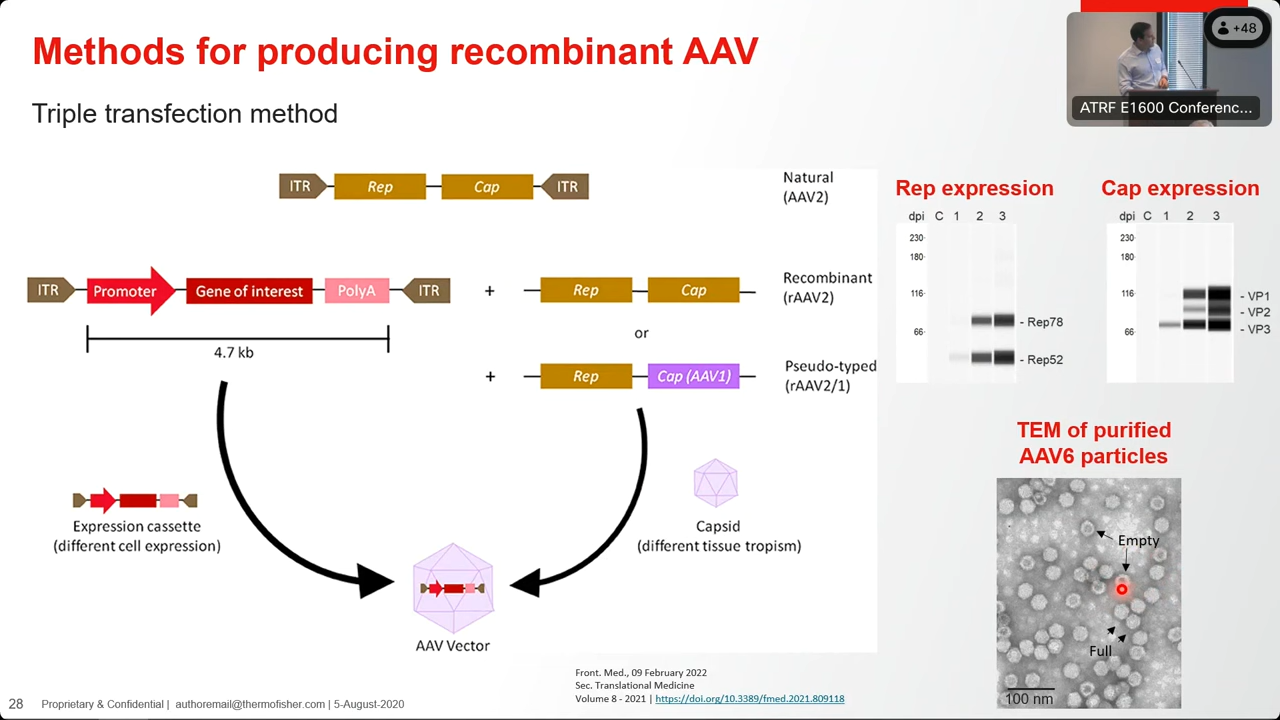 Methods for producing recombinant AAV
+48
ATRF E1600 Conferenc...
Triple transfection method
ITR Rep Cap ITR
Natural
(AAV2)
ITR Promoter Gene of interest PolyA ITR + Rep Cap
Recombinant
(rAAV2)
4.7 kb
or
+ Rep Cap (AAV1)
Pseudo-typed
(rAAV2/1)
Expression cassette
(different cell expression)
Capsid
(different tissue tropism)
AAV Vector
Rep expression
dpi C 1 2 3
230
180
116
66
- Rep78
- Rep52
Cap expression
dpi C 1 2 3
230
180
116
66
- VP1
- VP2
- VP3
TEM of purified
AAV6 particles
Empty
Full
100 nm
Front. Med., 09 February 2022
Sec. Translational Medicine
Volume 8 - 2021 | https://doi.org/10.3389/fmed.2021.809118
28 Proprietary & Confidential | authoremail@thermofisher.com | 5-August-2020